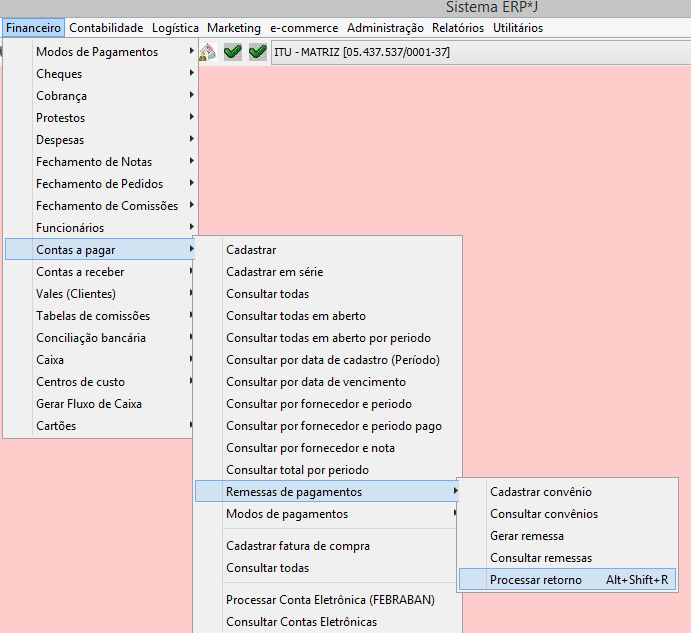 Sistema ERP*J
Financeiro Contabilidade Logística Marketing e-commerce Administração Relatórios Utilitários
ITU - MATRIZ [05.437.537/0001-37]
Modos de Pagamentos
Cheques
Cobrança
Protestos
Despesas
Fechamento de Notas
Fechamento de Pedidos
Fechamento de Comissões
Funcionários
Contas a pagar
Contas a receber
Vales (Clientes)
Tabelas de comissões
Conciliação bancária
Caixa
Centros de custo
Gerar Fluxo de Caixa
Cartões
Cadastrar
Cadastrar em série
Consultar todas
Consultar todas em aberto
Consultar todas em aberto por periodo
Consultar por data de cadastro (Período)
Consultar por data de vencimento
Consultar por fornecedor e periodo
Consultar por fornecedor e periodo pago
Consultar por fornecedor e nota
Consultar total por periodo
Remessas de pagamentos
Modos de pagamentos
Cadastrar fatura de compra
Consultar todas
Processar Conta Eletrônica (FEBRABAN)
Consultar Contas Eletrônicas
Cadastrar convênio
Consultar convênios
Gerar remessa
Consultar remessas
Processar retorno Alt+Shift+R